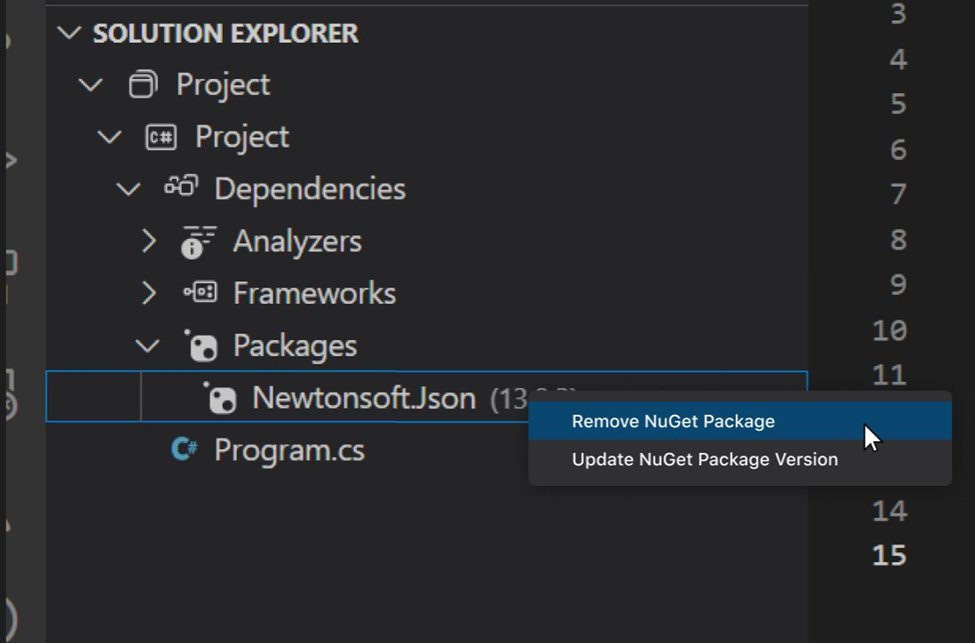 SOLUTION EXPLORER
Project
C# Project
Dependencies
Analyzers
Frameworks
Packages
Newtonsoft.Json (13
Remove NuGet Package
Update NuGet Package Version
C# Program.cs
3
4
5
6
7
8
9
10
11
14
15